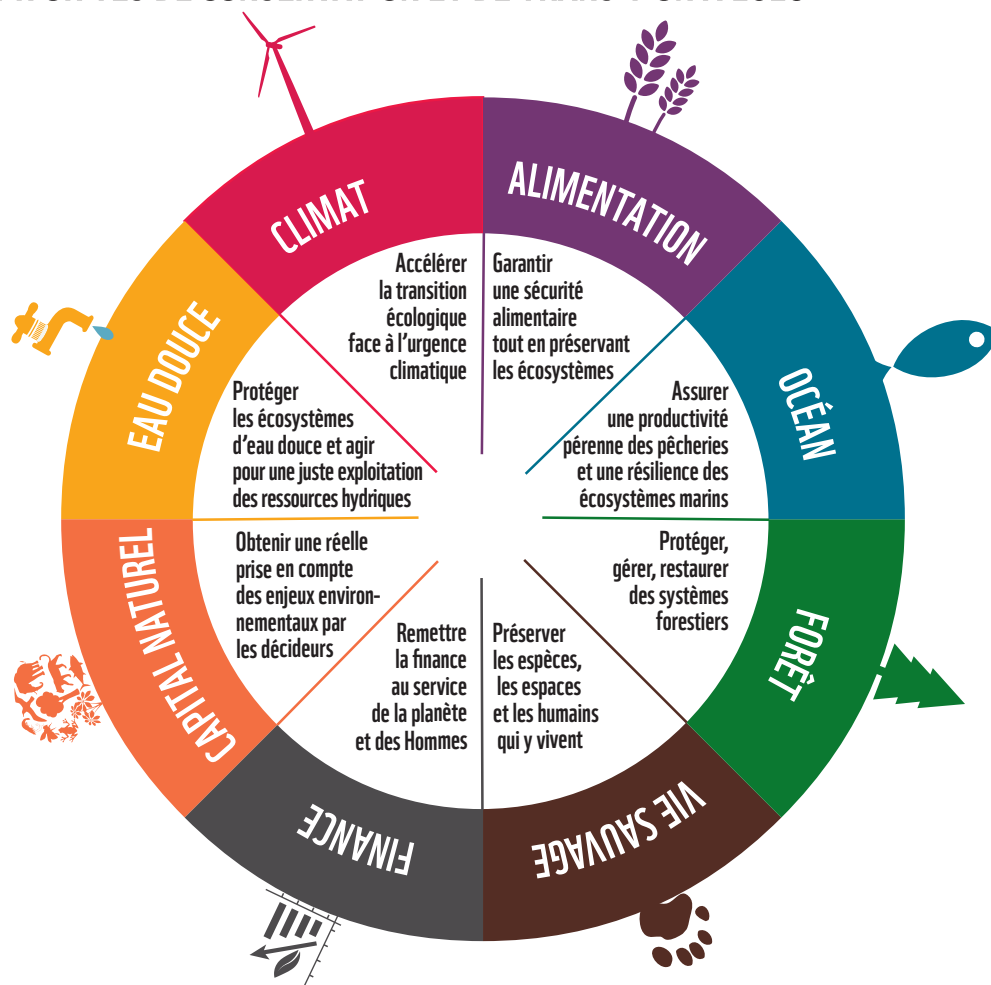 CLIMAT
Accélérer
la transition
écologique
face à l'urgence
climatique
ALIMENTATION
Garantir
une sécurité
alimentaire
tout en préservant
les écosystèmes
OCÉAN
Assurer
une productivité
pérenne des pêcheries
et une résilience des
écosystèmes marins
FORÊT
Protéger,
gérer, restaurer
des systèmes
forestiers
VIE SAUVAGE
Préserver
les espèces,
les espaces
et les humains
qui y vivent
FINANCE
Remettre
la finance
au service
de la planète
et des Hommes
CAPITAL NATUREL
Obtenir une réelle
prise en compte
des enjeux environ-
nementaux par
les décideurs
EAU DOUCE
Protéger
les écosystèmes
d'eau douce et agir
pour une juste exploitation
des ressources hydriques